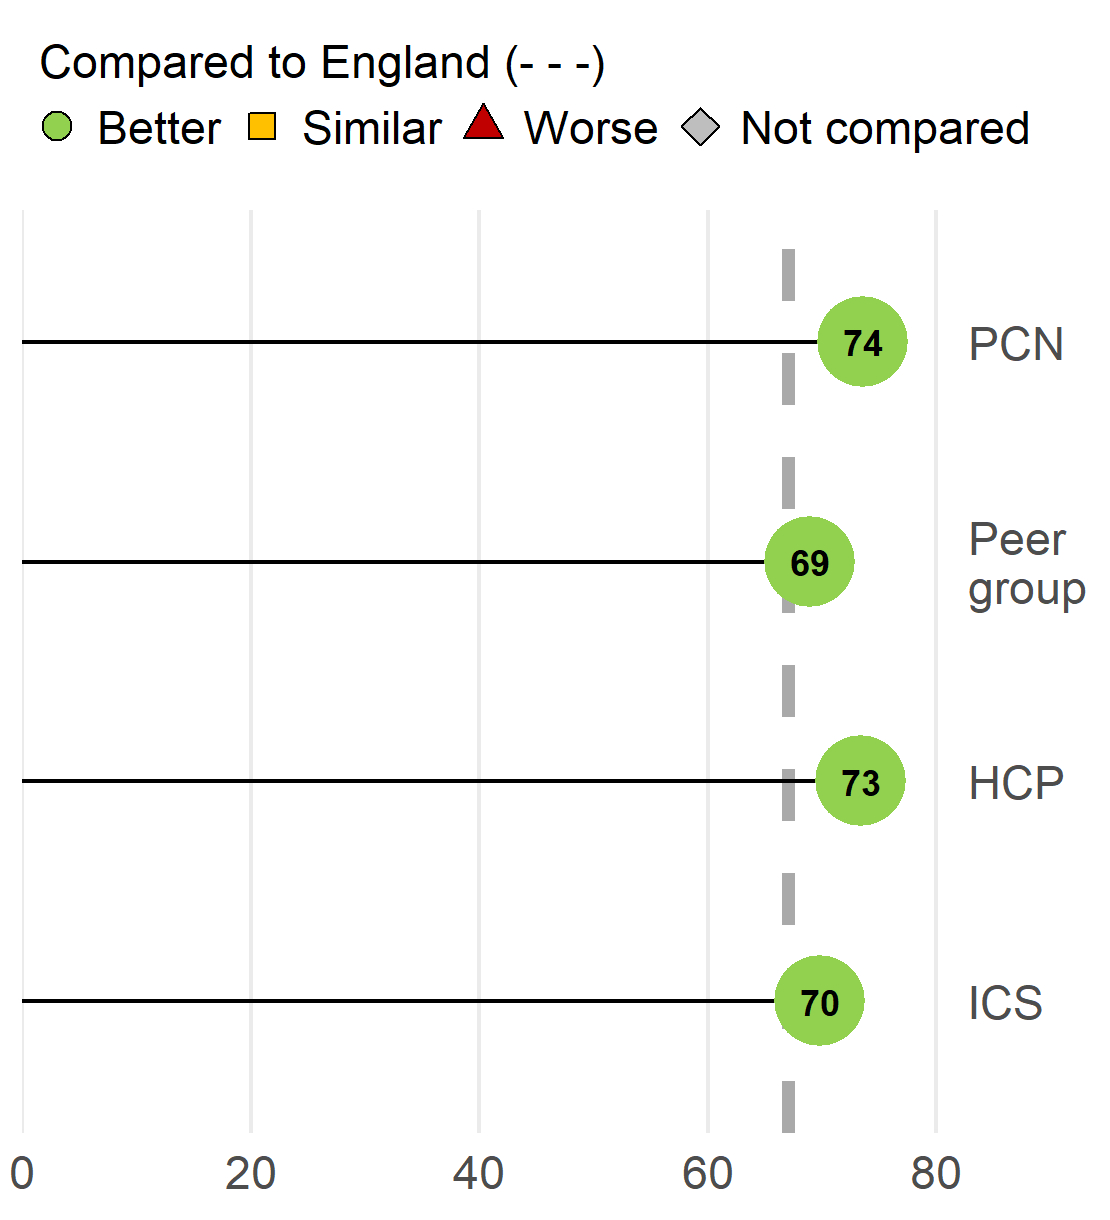 Compared to England (- - -)
Better Similar Worse Not compared
74 PCN
Peer
69
group
73 HCP
70 ICS
0 20 40 60 80